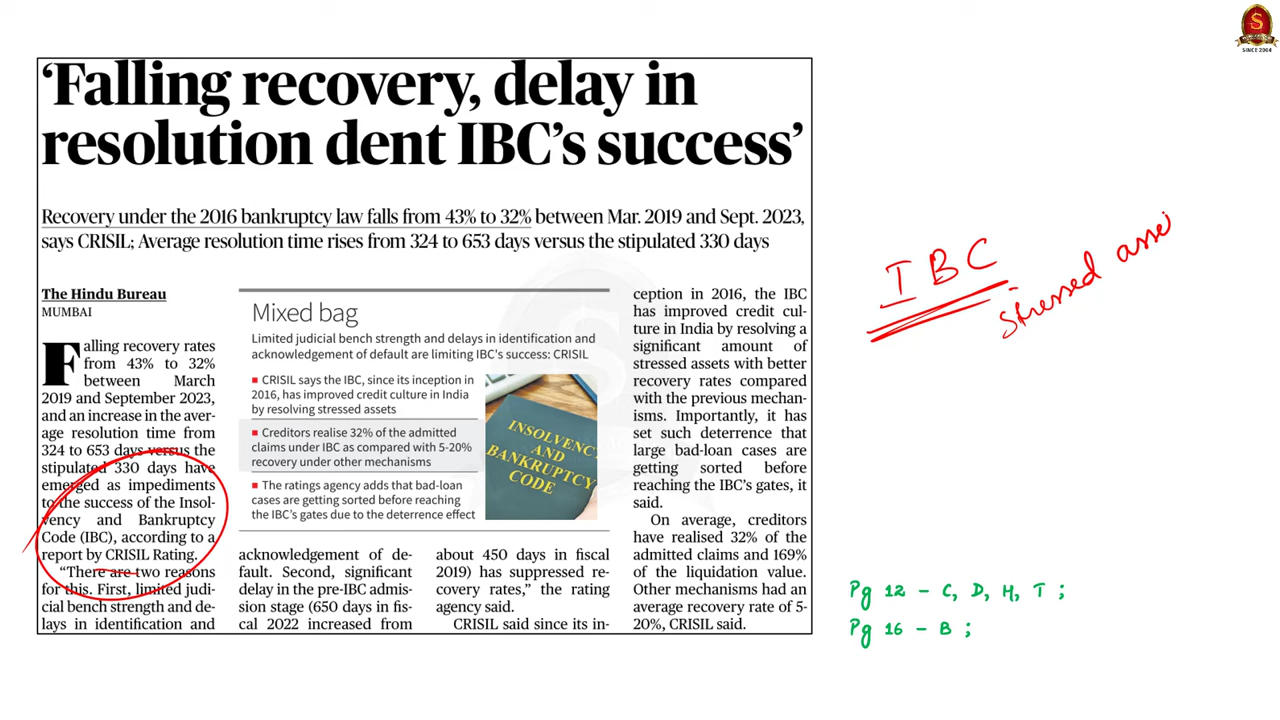 ‘Falling recovery, delay in
resolution dent IBC’s success’
Recovery under the 2016 bankruptcy law falls from 43% to 32% between Mar. 2019 and Sept. 2023,
says CRISIL; Average resolution time rises from 324 to 653 days versus the stipulated 330 days
The Hindu Bureau
MUMBAI
Falling recovery rates
from 43% to 32%
between March
2019 and September 2023,
and an increase in the aver-
age resolution time from
324 to 653 days versus the
stipulated 330 days have
emerged as impediments
to the success of the Insol-
vency and Bankruptcy
Code (IBC), according to a
report by CRISIL Rating.
“There are two reasons
for this. First, limited judi-
cial bench strength and de-
lays in identification and
Mixed bag
Limited judicial bench strength and delays in identification and
acknowledgement of default are limiting IBC's success: CRISIL
CRISIL says the IBC, since its inception in
2016, has improved credit culture in India
by resolving stressed assets
Creditors realise 32% of the admitted
claims under IBC as compared with 5-20%
recovery under other mechanisms
The ratings agency adds that bad-loan
cases are getting sorted before reaching
the IBC's gates due to the deterrence effect
INSOLVENCY
AND
BANKRUPTCY
CODE
acknowledgement of de-
fault. Second, significant
delay in the pre-IBC admis-
sion stage (650 days in fis-
cal 2022 increased from
about 450 days in fiscal
2019) has suppressed re-
covery rates,” the rating
agency said.
CRISIL said since its in-
ception in 2016, the IBC
has improved credit cul-
ture in India by resolving a
significant amount of
stressed assets with better
recovery rates compared
with the previous mechan-
isms. Importantly, it has
set such deterrence that
large bad-loan cases are
getting sorted before
reaching the IBC’s gates, it
said.
On average, creditors
have realised 32% of the
admitted claims and 169%
of the liquidation value.
Other mechanisms had an
average recovery rate of 5-
20%, CRISIL said.
IBC
stressed asse
Pg 12 - C, D, H, T ;
Pg 16 - B ;
S
SINCE 2004